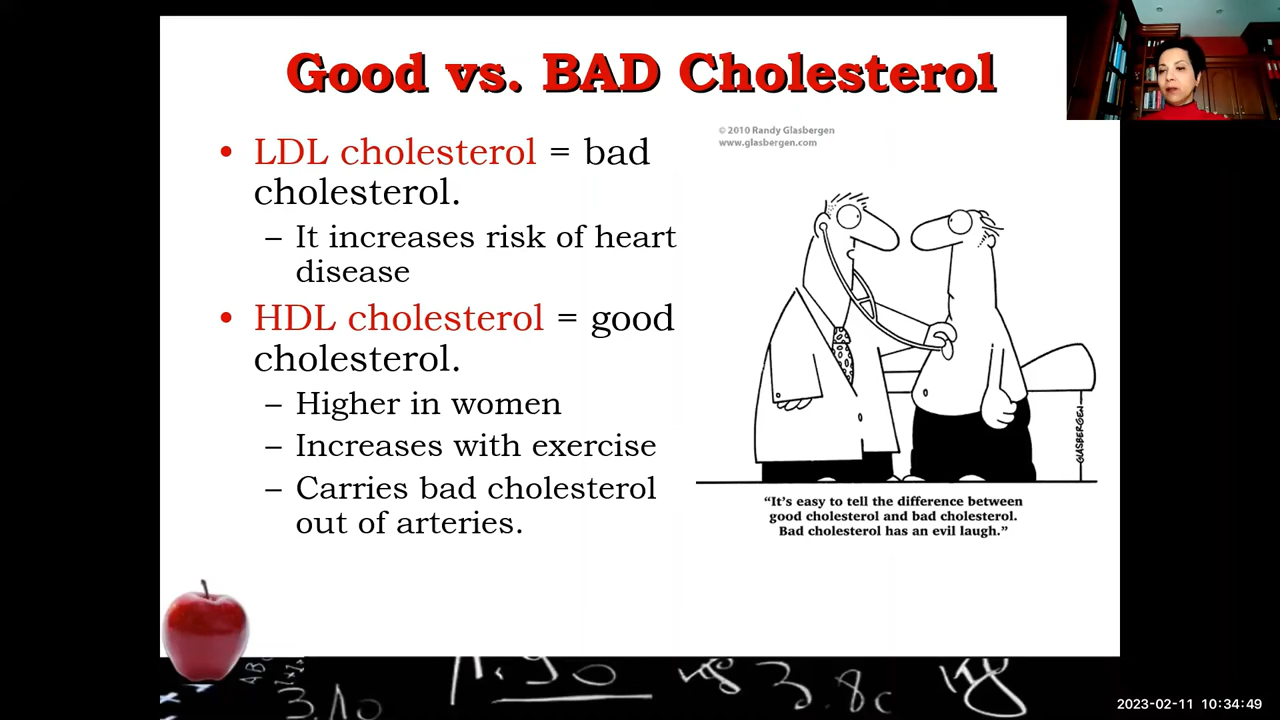 Good vs. BAD Cholesterol
• LDL cholesterol = bad
cholesterol.
– It increases risk of heart
disease
• HDL cholesterol = good
cholesterol.
– Higher in women
– Increases with exercise
– Carries bad cholesterol
out of arteries.
© 2010 Randy Glasbergen
www.glasbergen.com
GLASBERGEN
“It’s easy to tell the difference between
good cholesterol and bad cholesterol.
Bad cholesterol has an evil laugh.”
2023-02-11 10:34:49